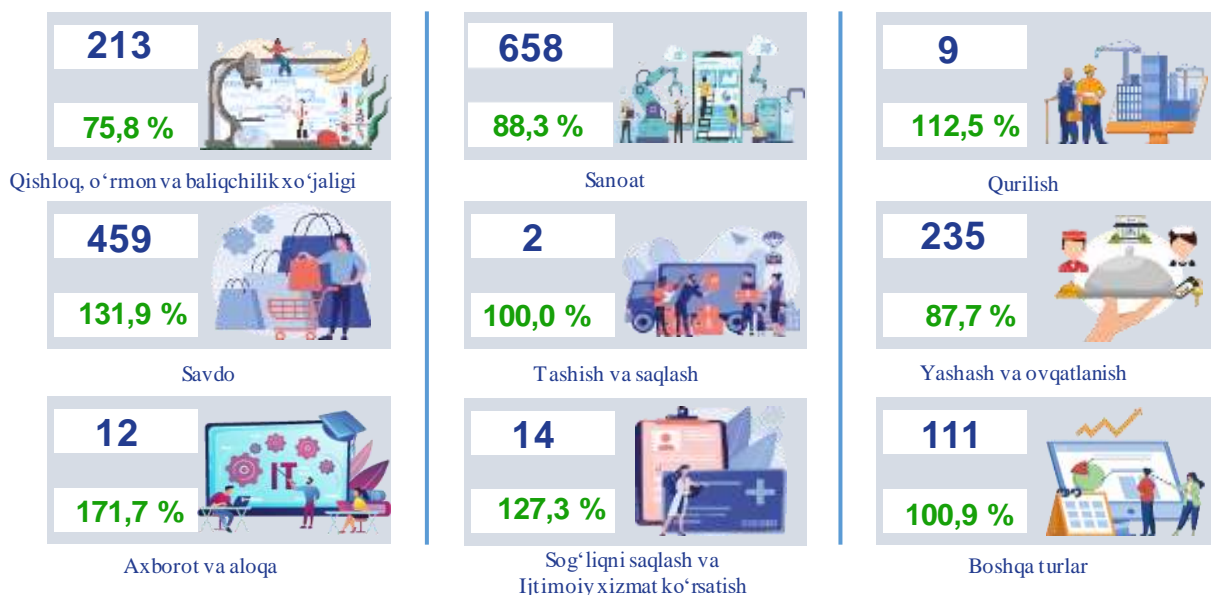 213
75,8 %
Qishloq, o‘rmon va baliqchilik xo‘jaligi
658
88,3 %
Sanoat
9
112,5 %
Qurilish
459
131,9 %
Savdo
2
100,0 %
Tashish va saqlash
235
87,7 %
Yashash va ovqatlanish
12
171,7 %
IT
Axborot va aloqa
14
127,3 %
Sog‘liqni saqlash va
Ijtimoiy xizmat ko‘rsatish
111
100,9 %
Boshqa turlar